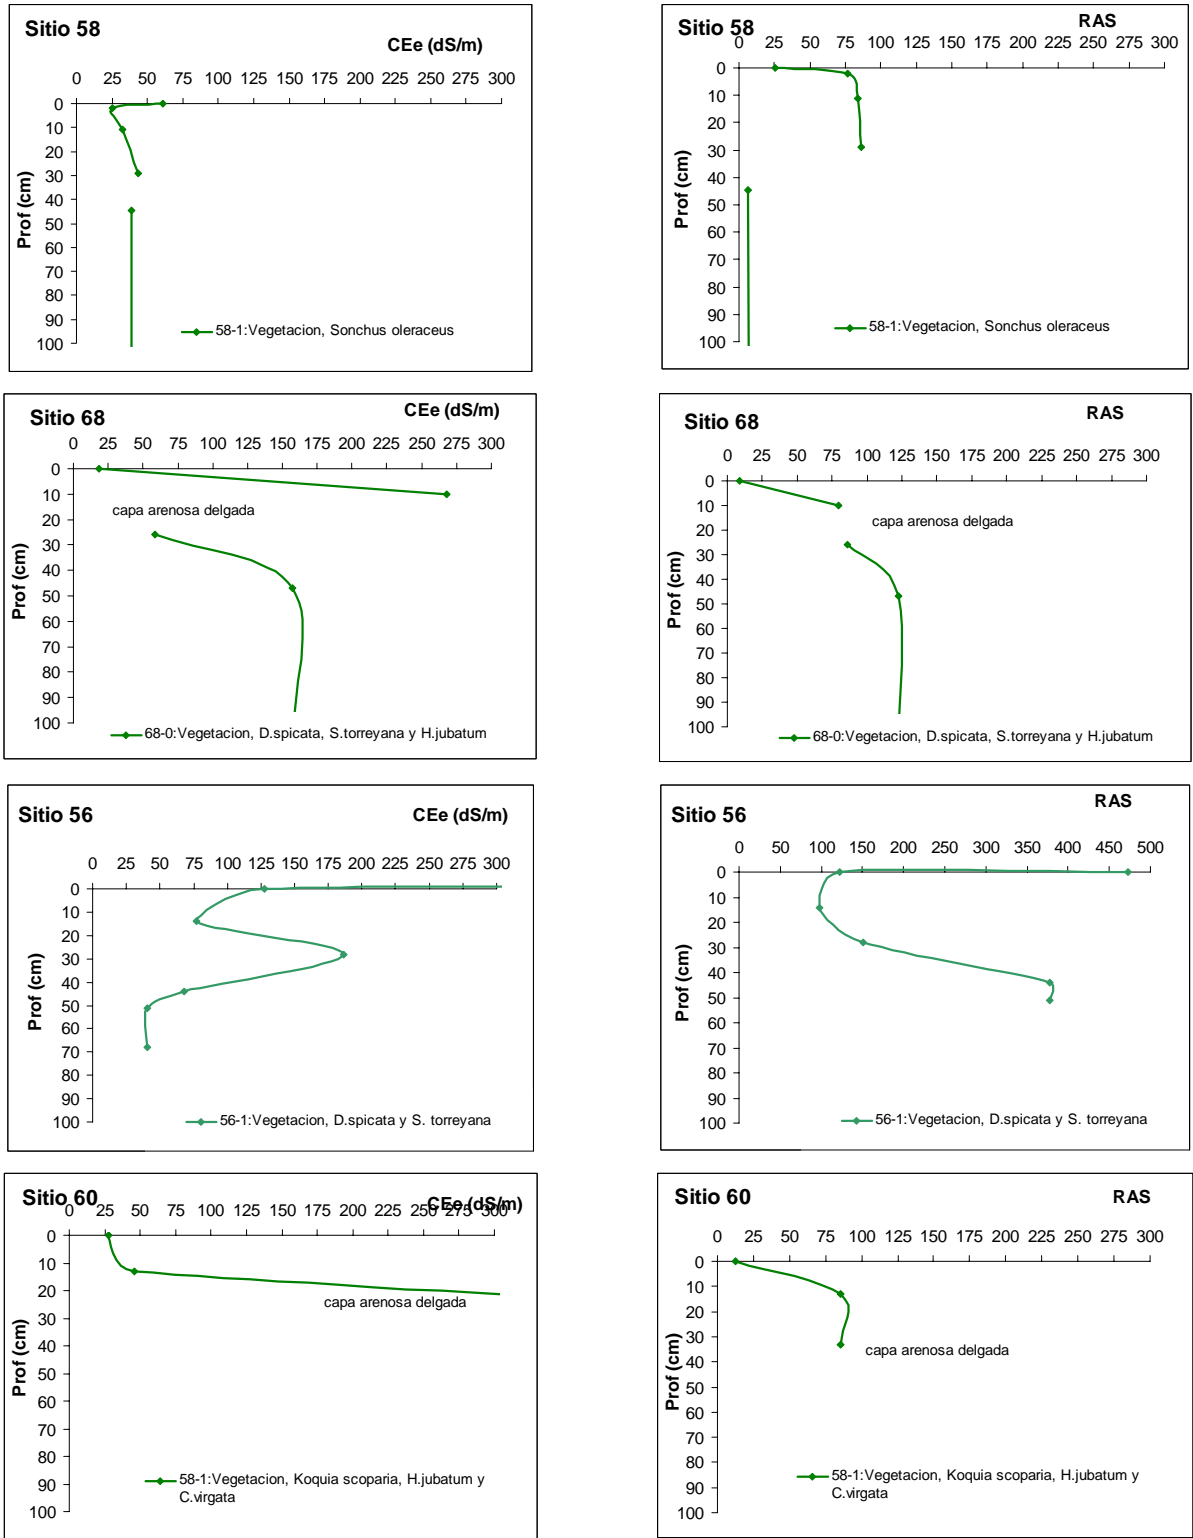 Sitio 58
CEe (dS/m)
0 25 50 75 100 125 150 175 200 225 250 275 300
0
10
20
30
40
50
60
70
80
90
100
Prof (cm)
58-1:Vegetacion, Sonchus oleraceus
Sitio 58
RAS
0 25 50 75 100 125 150 175 200 225 250 275 300
0
10
20
30
40
50
60
70
80
90
100
Prof (cm)
58-1:Vegetacion, Sonchus oleraceus
Sitio 68
CEe (dS/m)
0 25 50 75 100 125 150 175 200 225 250 275 300
0
10
20
30
40
50
60
70
80
90
100
Prof (cm)
capa arenosa delgada
68-0:Vegetacion, D.spicata, S.torreyana y H.jubatum
Sitio 68
RAS
0 25 50 75 100 125 150 175 200 225 250 275 300
0
10
20
30
40
50
60
70
80
90
100
Prof (cm)
capa arenosa delgada
68-0:Vegetacion, D.spicata, S.torreyana y H.jubatum
Sitio 56
CEe (dS/m)
0 25 50 75 100 125 150 175 200 225 250 275 300
0
10
20
30
40
50
60
70
80
90
100
Prof (cm)
56-1:Vegetacion, D.spicata y S. torreyana
Sitio 56
RAS
0 50 100 150 200 250 300 350 400 450 500
0
10
20
30
40
50
60
70
80
90
100
Prof (cm)
56-1:Vegetacion, D.spicata y S. torreyana
Sitio 60
CEe (dS/m)
0 25 50 75 100 125 150 175 200 225 250 275 300
0
10
20
30
40
50
60
70
80
90
100
Prof (cm)
capa arenosa delgada
58-1:Vegetacion, Koquia scoparia, H.jubatum y
C.virgata
Sitio 60
RAS
0 25 50 75 100 125 150 175 200 225 250 275 300
0
10
20
30
40
50
60
70
80
90
100
Prof (cm)
capa arenosa delgada
58-1:Vegetacion, Koquia scoparia, H.jubatum y
C.virgata